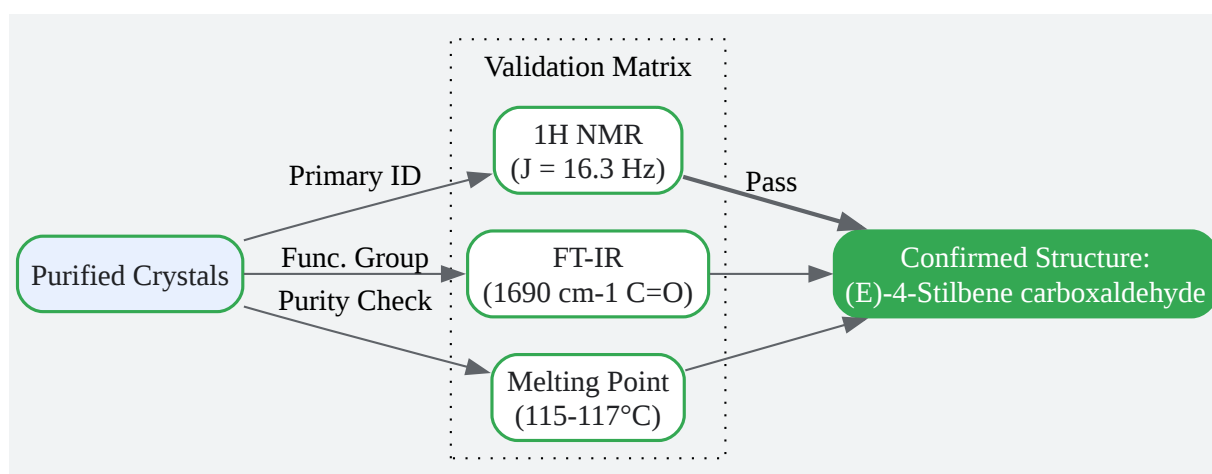 Validation Matrix
1H NMR
(J = 16.3 Hz)
Primary ID
Pass
Purified Crystals
Func. Group
FT-IR
(1690 cm-1 C=O)
Confirmed Structure:
(E)-4-Stilbene carboxaldehyde
Purity Check
Melting Point
(115-117°C)